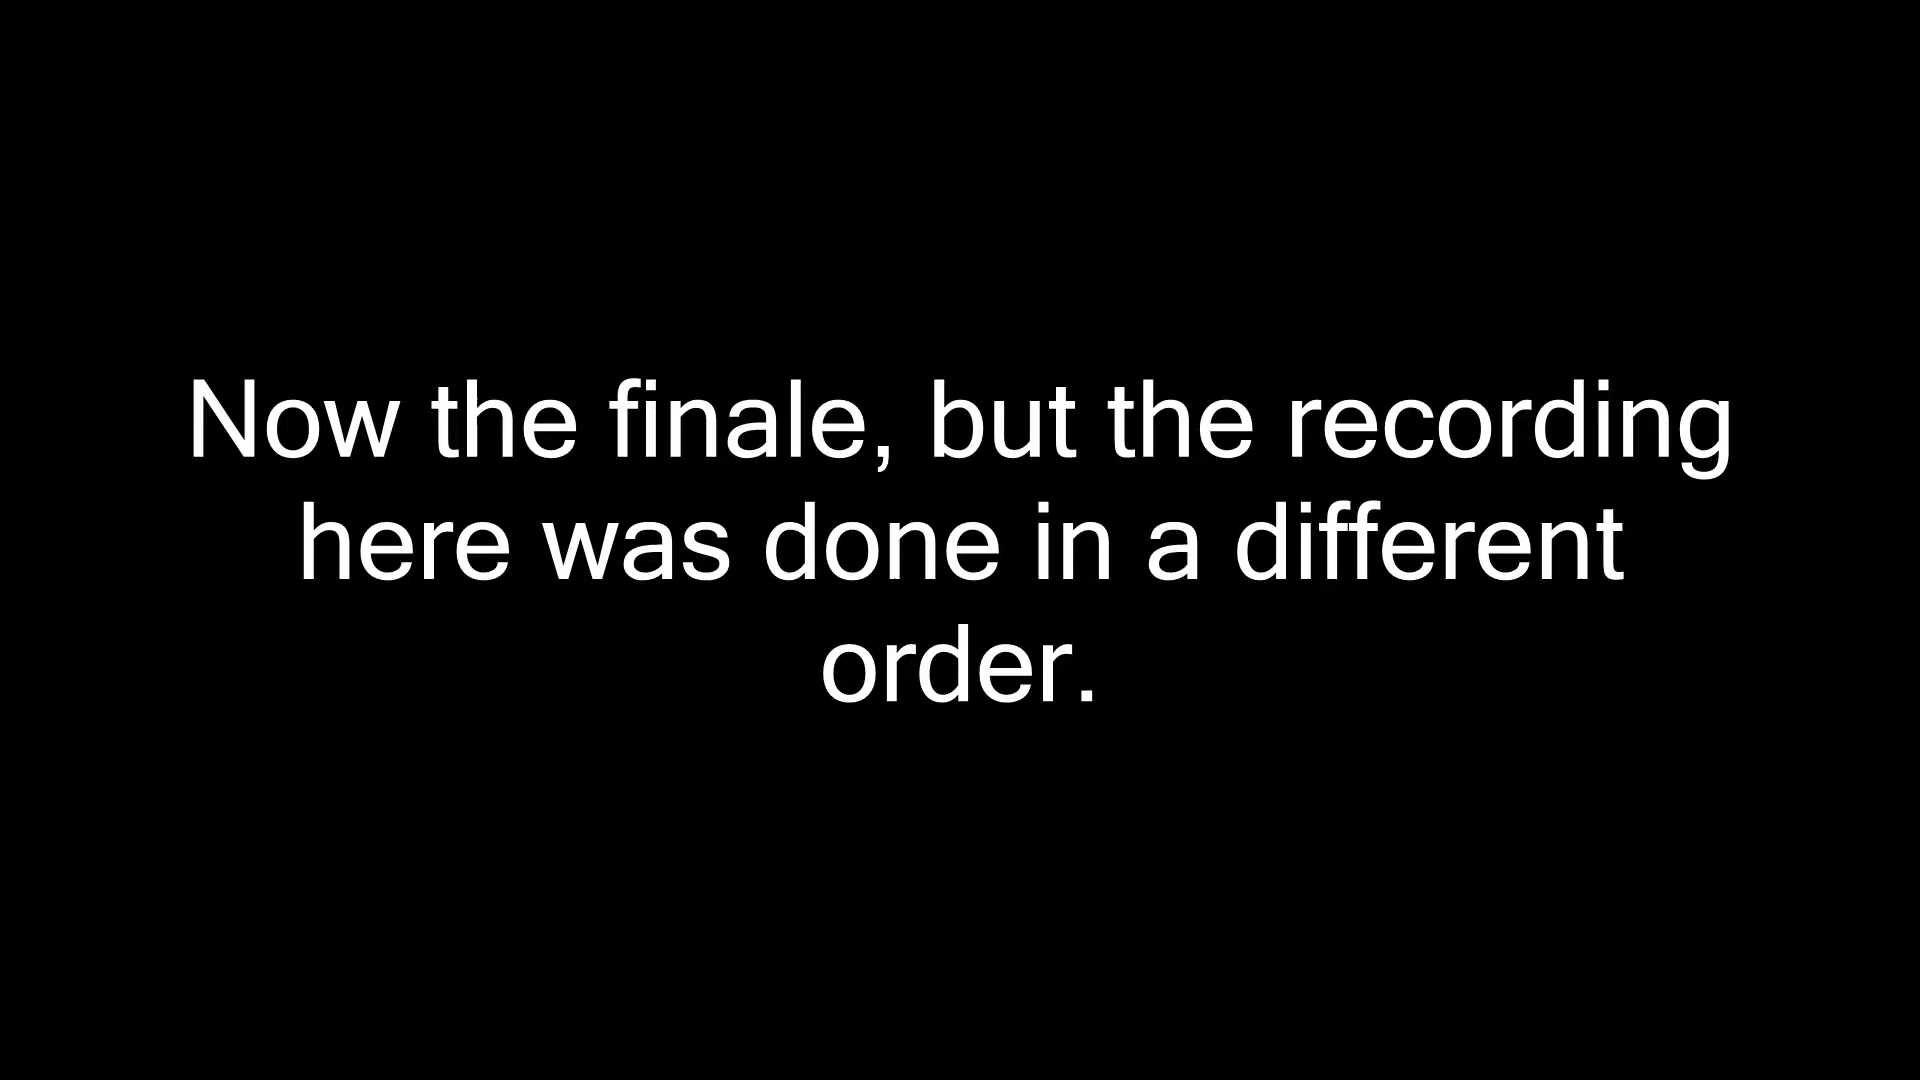 Now the finale, but the recording
here was done in a different
order.